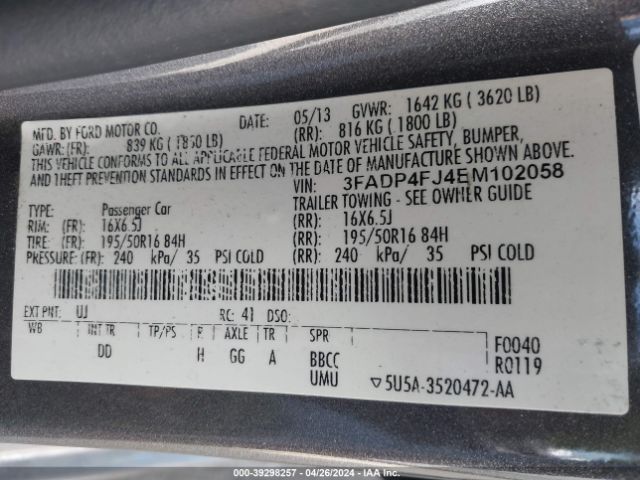 MFD. BY FORD MOTOR CO. DATE: 05/13 GVWR: 1642 KG ( 3620 LB)
GAWR: (FR): 839 KG ( 1850 LB) (RR): 816 KG ( 1800 LB)
THIS VEHICLE CONFORMS TO ALL APPLICABLE FEDERAL MOTOR VEHICLE SAFETY, BUMPER,
AND THEFT PREVENTION STANDARDS IN EFFECT ON THE DATE OF MANUFACTURE SHOWN ABOVE.
VIN: 3FADP4FJ4EM102058
TYPE: Passenger Car TRAILER TOWING - SEE OWNER GUIDE
RIM: (FR): 16X6.5J (RR): 16X6.5J
TIRE: (FR): 195/50R16 84H (RR): 195/50R16 84H
PRESSURE: (FR): 240 kPa/ 35 PSI COLD (RR): 240 kPa/ 35 PSI COLD
EXT PNT: UJ RC: 41 DSO:
WB INT TR TP/PS R AXLE TR SPR F0040
DD H GG A BBCC R0119
UMU ▽5U5A-3520472-AA
000-39298257 - 04/26/2024 - IAA Inc.